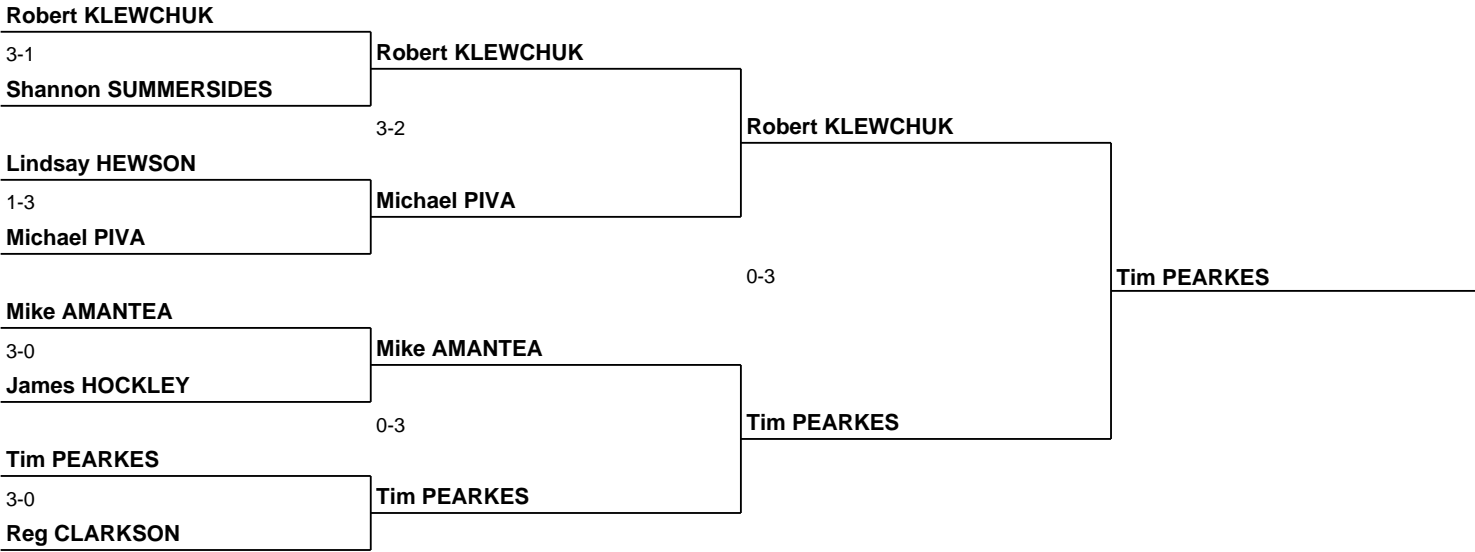 Robert KLEWCHUK
3-1
Robert KLEWCHUK
Shannon SUMMERSIDES
3-2
Robert KLEWCHUK
Lindsay HEWSON
1-3
Michael PIVA
Michael PIVA
0-3
Tim PEARKES
Mike AMANTEA
3-0
Mike AMANTEA
James HOCKLEY
0-3
Tim PEARKES
Tim PEARKES
3-0
Tim PEARKES
Reg CLARKSON